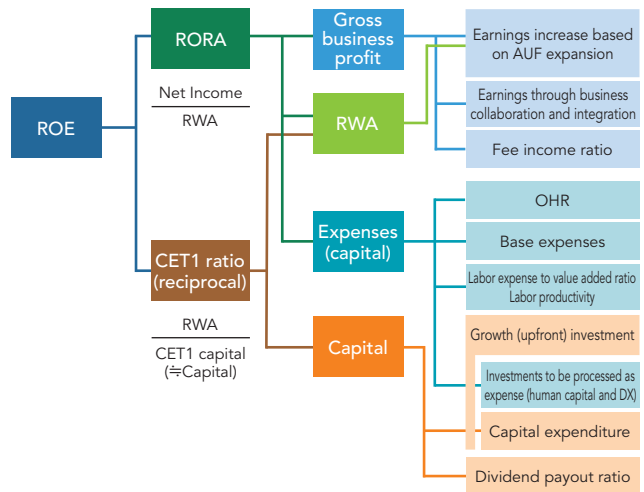 ROE
RORA
Net Income
RWA
CET1 ratio
(reciprocal)
RWA
CET1 capital
(≒Capital)
Gross
business
profit
RWA
Expenses
(capital)
Capital
Earnings increase based
on AUF expansion
Earnings through business
collaboration and integration
Fee income ratio
OHR
Base expenses
Labor expense to value added ratio
Labor productivity
Growth (upfront) investment
Investments to be processed as
expense (human capital and DX)
Capital expenditure
Dividend payout ratio